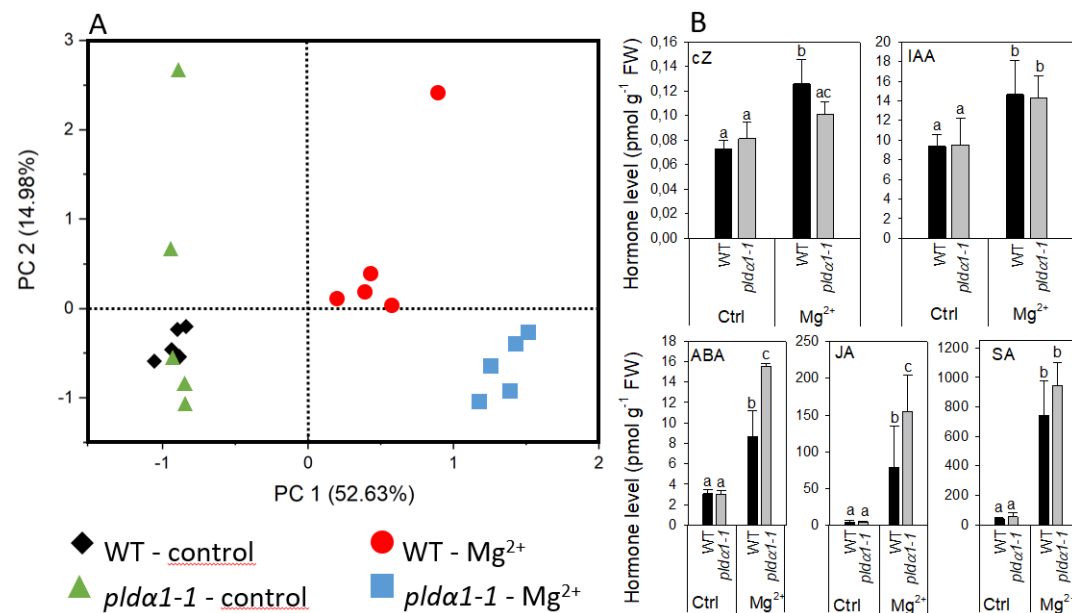 A
3
2
1
0
-1
PC 2 (14.98%)
-1 0 1 2
PC 1 (52.63%)
WT - control
pldα1-1 - control
WT - Mg²⁺
pldα1-1 - Mg²⁺
B
Hormone level (pmol g⁻¹ FW)
0,16
0,14
0,12
0,10
0,08
0,06
0,04
0,02
0,00
cZ
a a b ac
WT pldα1-1 WT pldα1-1
Ctrl Mg²⁺
20
18
16
14
12
10
8
6
4
2
0
IAA
a a b b
WT pldα1-1 WT pldα1-1
Ctrl Mg²⁺
Hormone level (pmol g⁻¹ FW)
18
16
14
12
10
8
6
4
2
0
ABA
a a b c
WT pldα1-1 WT pldα1-1
Ctrl Mg²⁺
250
200
150
100
50
0
JA
a a b c
WT pldα1-1 WT pldα1-1
Ctrl Mg²⁺
1000
800
600
400
200
0
SA
a a b b
WT pldα1-1 WT pldα1-1
Ctrl Mg²⁺